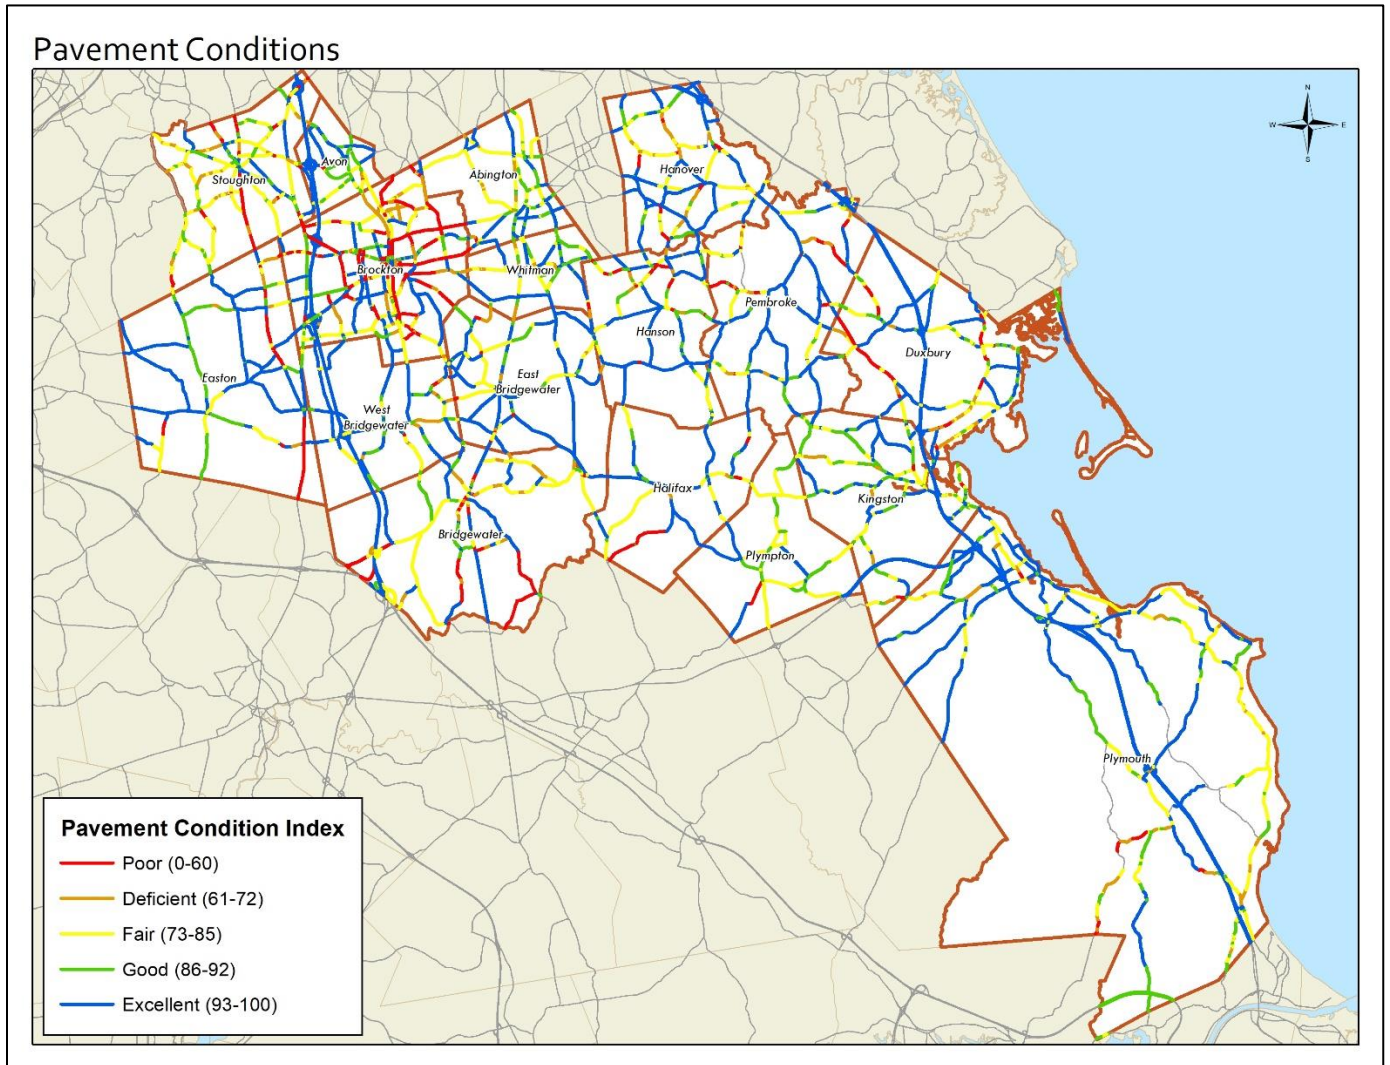 Pavement Conditions
N
W
E
S
Stoughton
Avon
Abington
Hanover
Brockton
Whitman
Pembroke
Hanson
Duxbury
Easton
East
Bridgewater
West
Bridgewater
Halifax
Kingston
Bridgewater
Plympton
Plymouth
Pavement Condition Index
Poor (0-60)
Deficient (61-72)
Fair (73-85)
Good (86-92)
Excellent (93-100)